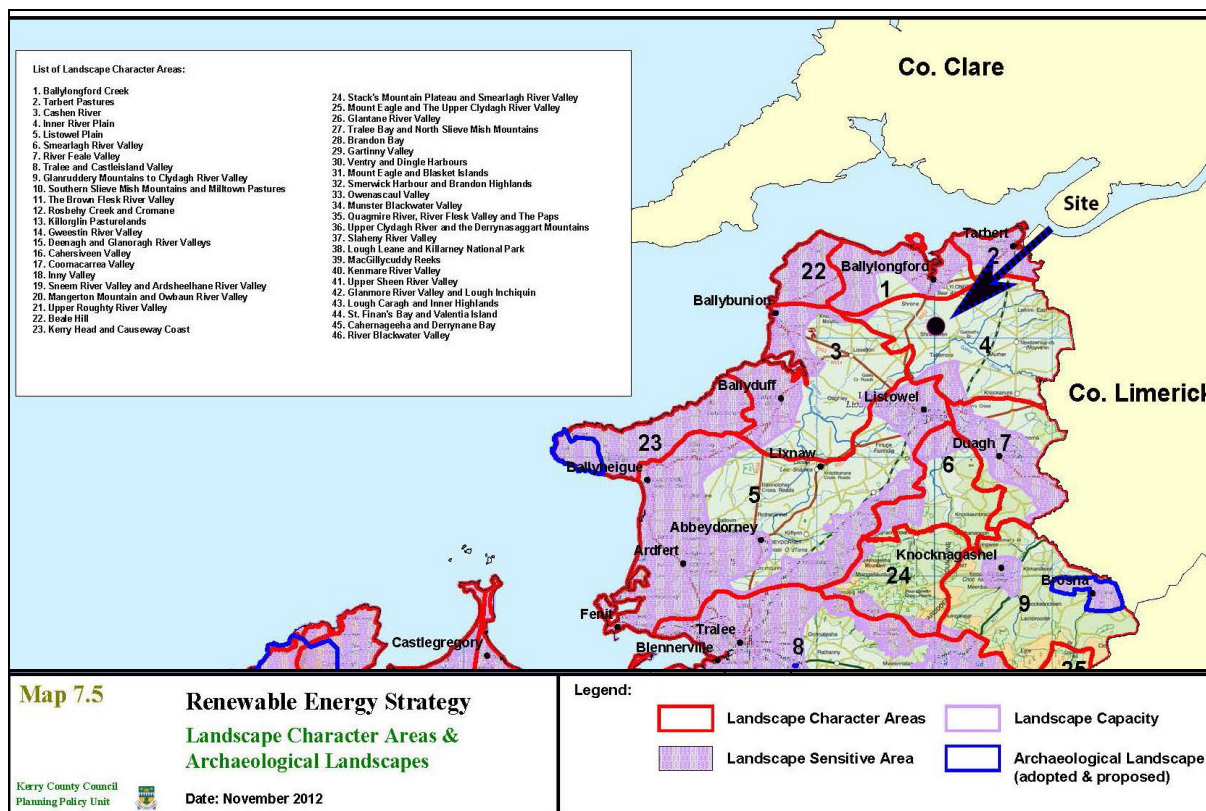 List of Landscape Character Areas:
1. Ballylongford Creek
2. Tarbert Pastures
3. Cashen River
4. Inner River Plain
5. Listowel Plain
6. Smearlagh River Valley
7. River Feale Valley
8. Tralee and Castleisland Valley
9. Glanruddery Mountains to Clydagh River Valley
10. Southern Slieve Mish Mountains and Milltown Pastures
11. The Brown Flesk River Valley
12. Rosbehy Creek and Cromane
13. Killorglin Pasturelands
14. Gweestin River Valley
15. Deenagh and Glanoragh River Valleys
16. Cahersiveen Valley
17. Coomacarrea Valley
18. Inny Valley
19. Sneem River Valley and Ardsheelhane River Valley
20. Mangerton Mountain and Owbaun River Valley
21. Upper Roughty River Valley
22. Beale Hill
23. Kerry Head and Causeway Coast
24. Stack's Mountain Plateau and Smearlagh River Valley
25. Mount Eagle and The Upper Clydagh River Valley
26. Glantane River Valley
27. Tralee Bay and North Slieve Mish Mountains
28. Brandon Bay
29. Gartinny Valley
30. Ventry and Dingle Harbours
31. Mount Eagle and Blasket Islands
32. Smerwick Harbour and Brandon Highlands
33. Owenascaul Valley
34. Munster Blackwater Valley
35. Quagmire River, River Flesk Valley and The Paps
36. Upper Clydagh River and the Derrynasaggart Mountains
37. Slaheny River Valley
38. Lough Leane and Killarney National Park
39. MacGillycuddy Reeks
40. Kenmare River Valley
41. Upper Sheen River Valley
42. Glanmore River Valley and Lough Inchiquin
43. Lough Caragh and Inner Highlands
44. St. Finan's Bay and Valentia Island
45. Cahernageeha and Derrynane Bay
46. River Blackwater Valley
Co. Clare
Site
Tarbert
2
22
Ballylongford
1
Ballybunion
4
3
Co. Limerick
Ballyduff
Listowel
23
Duagh
7
Lixnaw
6
Ballyheigue
5
Abbeydorney
Ardfert
Knocknagashel
24
Brosna
9
Fenit
Tralee
Castlegregory
Blennerville
8
25
Map 7.5
Renewable Energy Strategy
Landscape Character Areas &
Archaeological Landscapes
Kerry County Council
Planning Policy Unit
Date: November 2012
Legend:
Landscape Character Areas
Landscape Capacity
Landscape Sensitive Area
Archaeological Landscape
(adopted & proposed)